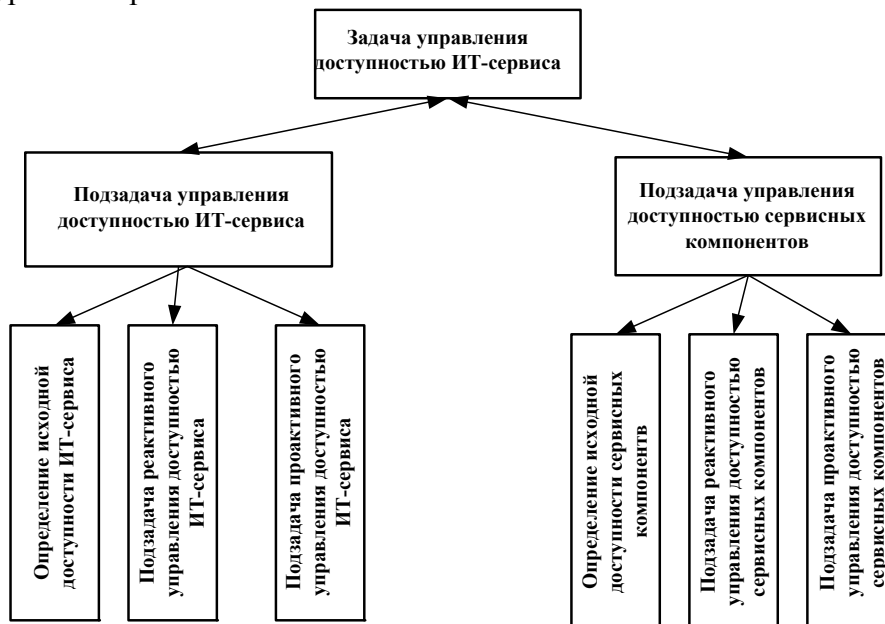 Задача управления
доступностью ИТ-сервиса
Подзадача управления
доступностью ИТ-сервиса
Подзадача управления
доступностью сервисных
компонентов
Определение исходной
доступности ИТ-сервиса
Подзадача реактивного
управления доступностью
ИТ-сервиса
Подзадача проактивного
управления доступностью
ИТ-сервиса
Определение исходной
доступности сервисных
компонентв
Подзадача реактивного
управления доступностью
сервисных компонентов
Подзадача проактивного
управления доступностью
сервисных компонентов